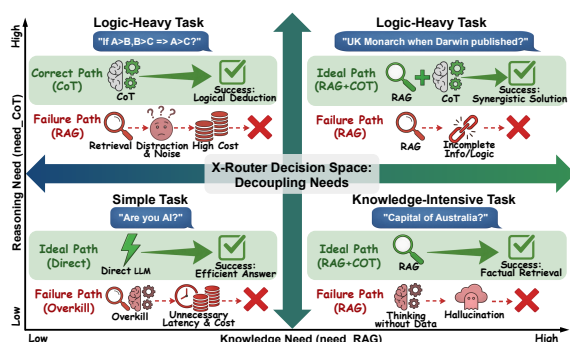 High
Reasoning Need (need_CoT)
Low
Logic-Heavy Task
"If A>B,B>C => A>C?"
Correct Path
(CoT)
CoT
Success:
Logical Deduction
Failure Path
(RAG)
Retrieval Distraction High Cost
& Noise
Logic-Heavy Task
"UK Monarch when Darwin published?"
Ideal Path
(RAG+COT)
RAG
CoT
Success:
Synergistic Solution
Failure Path
(RAG)
RAG
Incomplete
Info/Logic
X-Router Decision Space:
Decoupling Needs
Simple Task
"Are you AI?"
Ideal Path
(Direct)
Direct LLM
Success:
Efficient Answer
Failure Path
(Overkill)
Overkill
Unnecessary
Latency & Cost
Knowledge-Intensive Task
"Capital of Australia?"
Ideal Path
(RAG+COT)
RAG
Success:
Factual Retrieval
Failure Path
(RAG)
Thinking
without Data
Hallucination
Low
Knowledge Need (need_RAG)
High